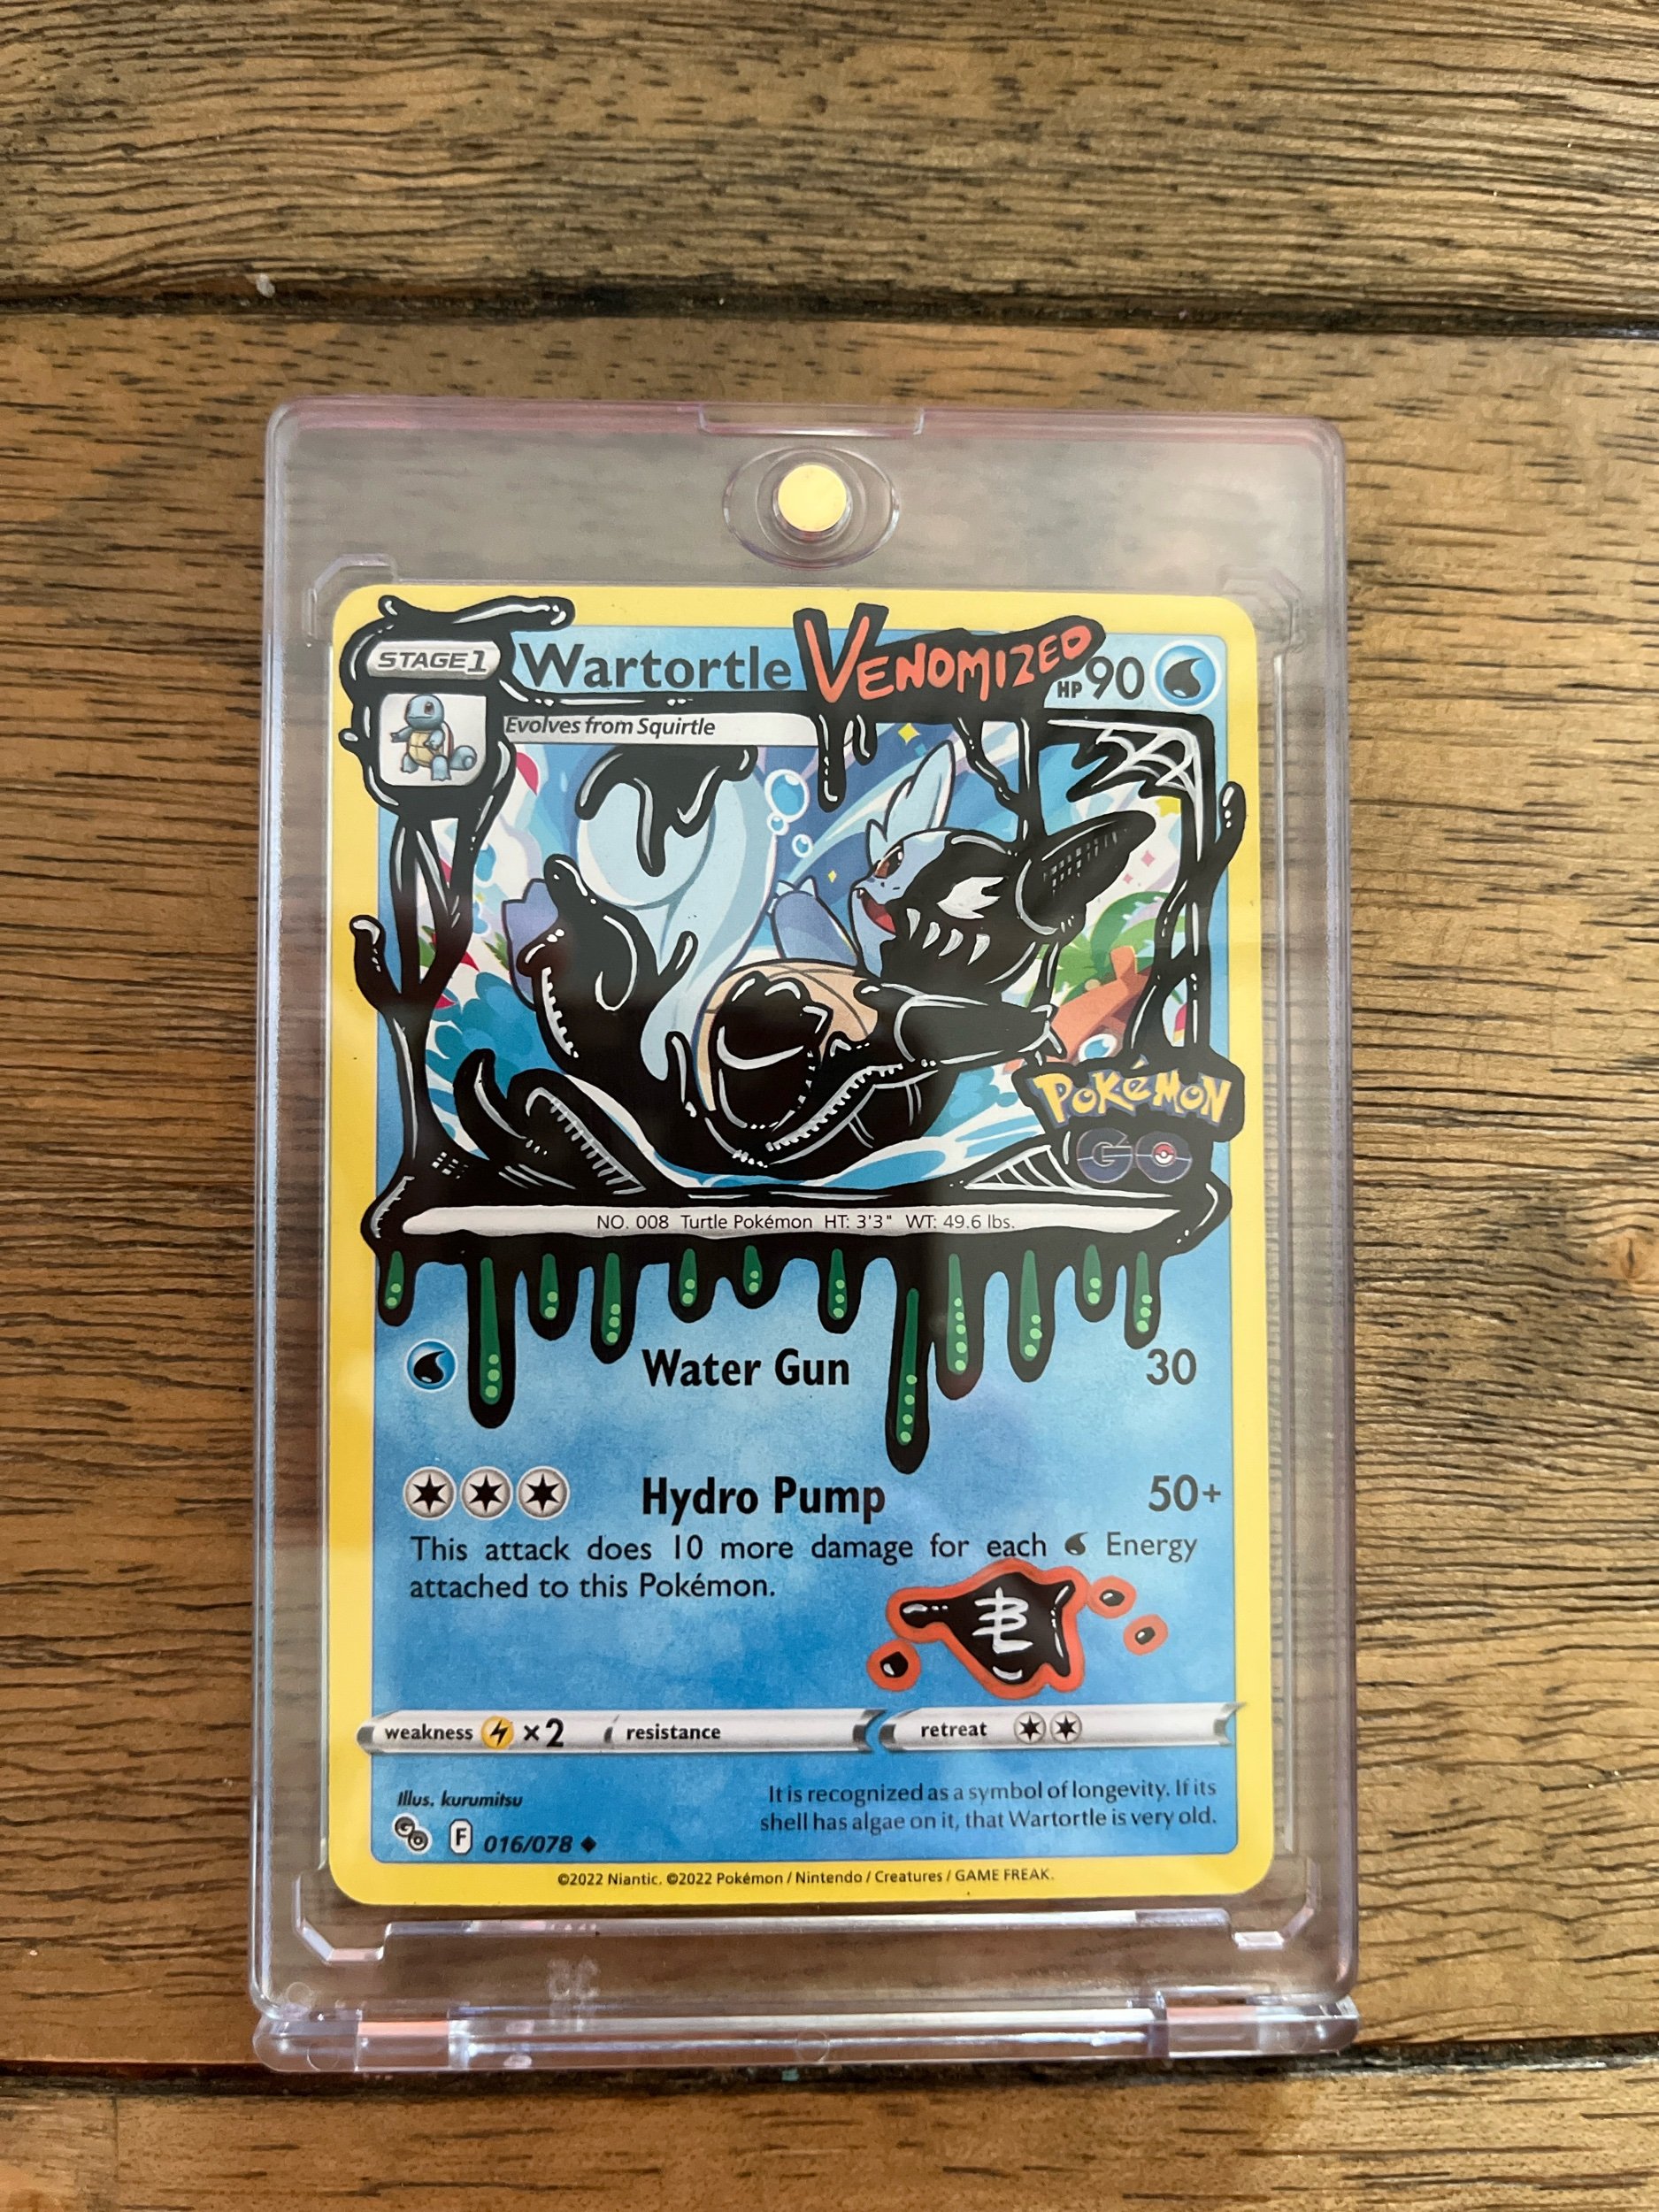 STAGE 1 Wartortle VENOMIZED HP 90
Evolves from Squirtle
POKéMON
GO
NO. 008 Turtle Pokémon HT: 3'3" WT: 49.6 lbs.
Water Gun 30
Hydro Pump 50+
This attack does 10 more damage for each Energy
attached to this Pokémon.
weakness ×2 resistance retreat
Illus. kurumitsu
It is recognized as a symbol of longevity. If its
shell has algae on it, that Wartortle is very old.
GO F 016/078
©2022 Niantic. ©2022 Pokémon / Nintendo / Creatures / GAME FREAK.